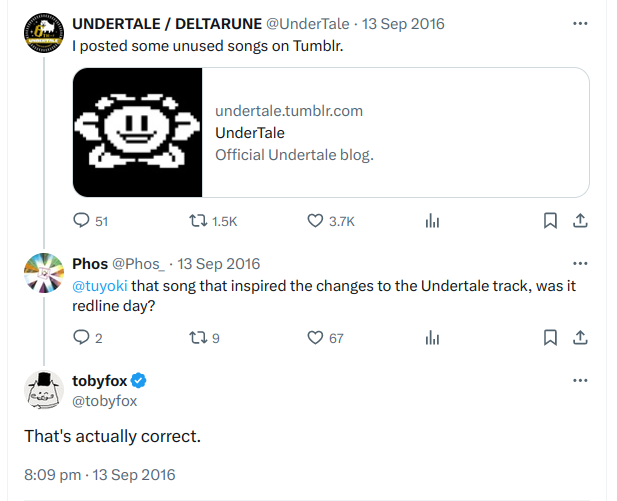 UNDERTALE / DELTARUNE @UnderTale · 13 Sep 2016
I posted some unused songs on Tumblr.
undertale.tumblr.com
UnderTale
Official Undertale blog.
51 1.5K 3.7K
Phos @Phos_ · 13 Sep 2016
@tuyoki that song that inspired the changes to the Undertale track, was it
redline day?
2 9 67
tobyfox
@tobyfox
That's actually correct.
8:09 pm · 13 Sep 2016